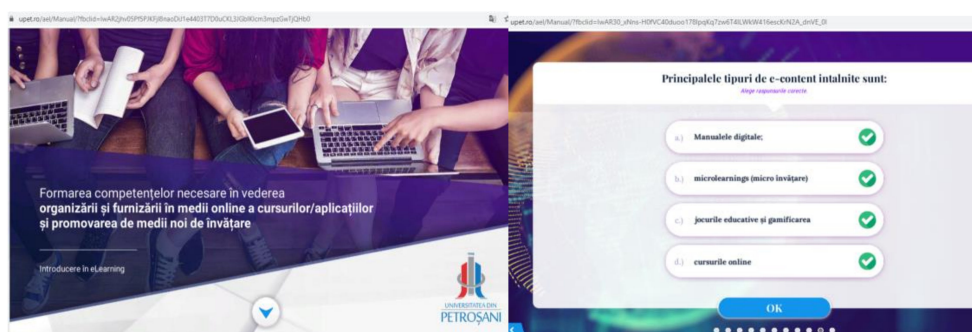 upet.ro/ael/Manual/?fbclid=
Formarea competențelor necesare în vederea
organizării și furnizării în medii online a cursurilor/aplicațiilor
și promovarea de medii noi de învățare
Introducere în eLearning
UNIVERSITATEA DIN
PETROȘANI
upet.ro/ael/Manual/?fbclid=
Principalele tipuri de e-content intalnite sunt:
Alege raspunsurile corecte.
a.) Manualele digitale;
b.) microlearnings (micro învățare)
c.) jocurile educative și gamificarea
d.) cursurile online
OK